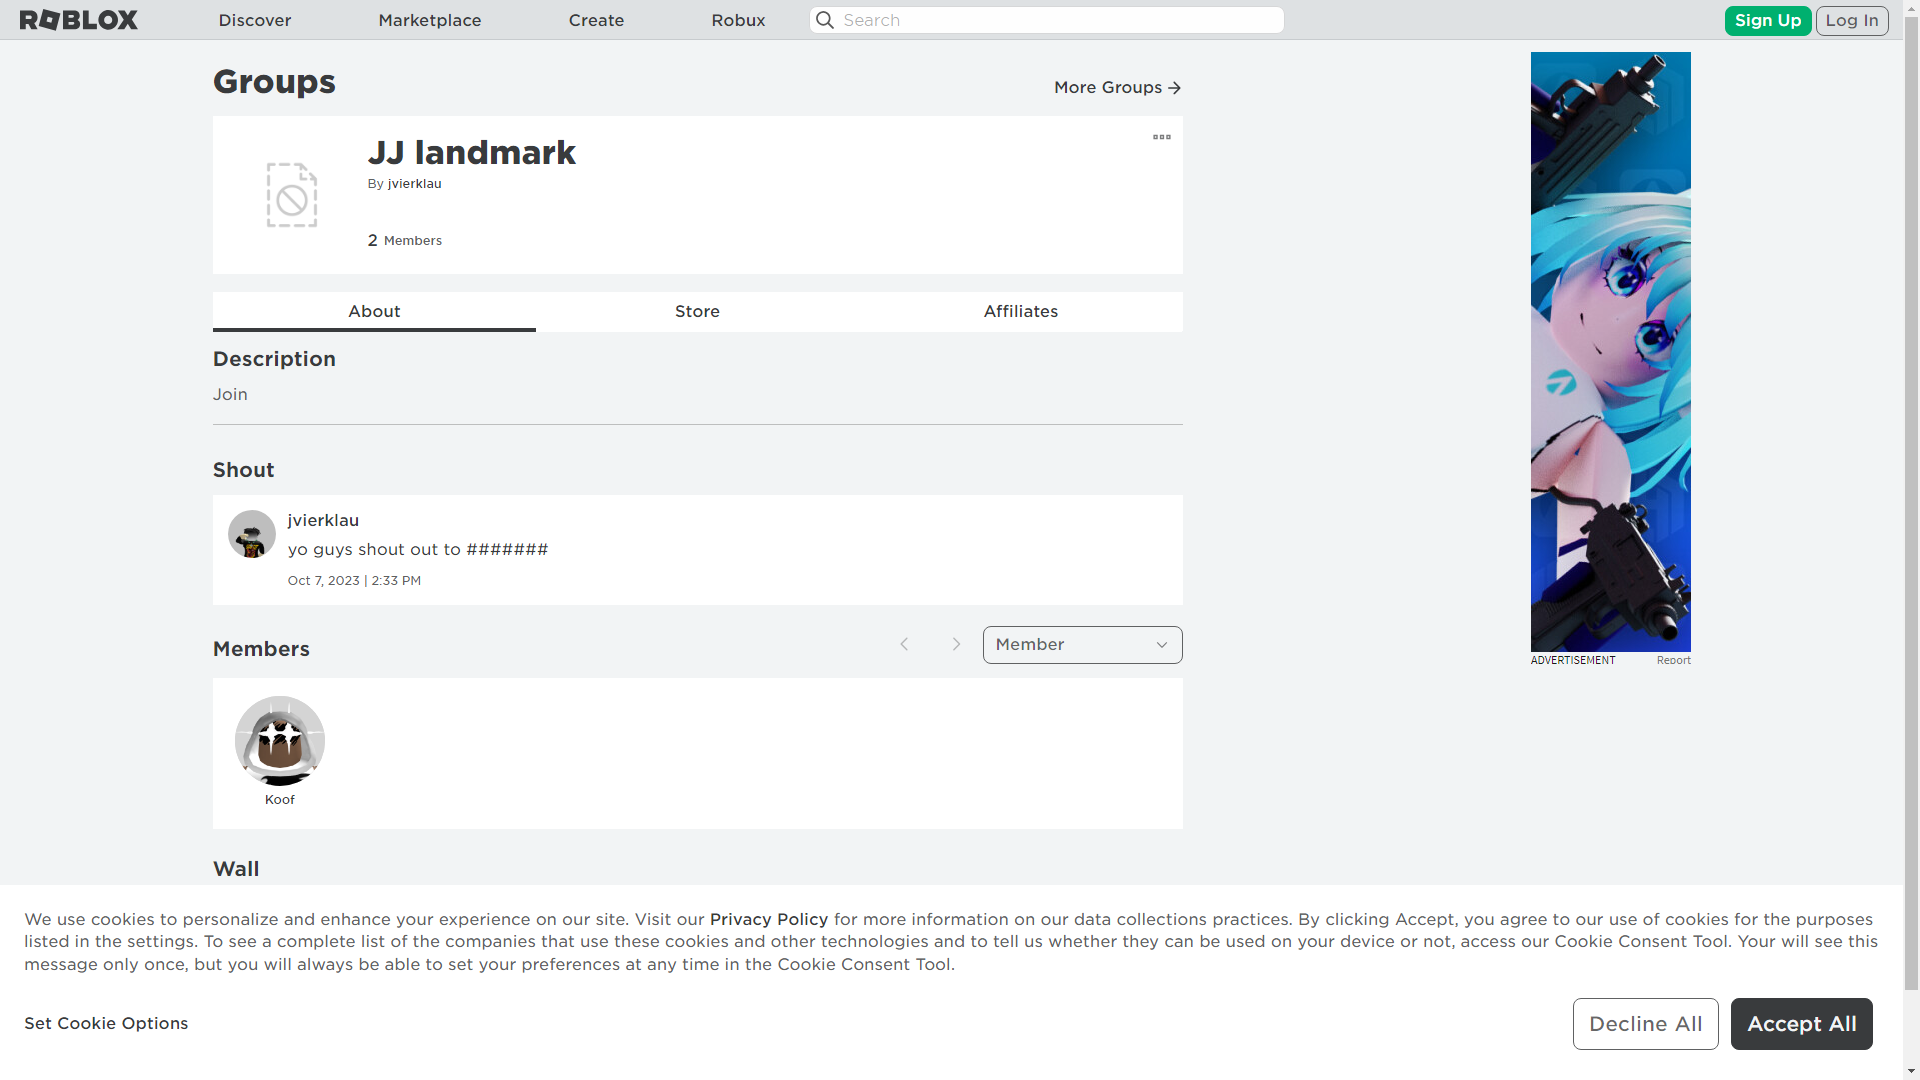 ROBLOX
Discover
Marketplace
Create
Robux
Search
Sign Up
Log In
Groups
More Groups
JJ landmark
By jvierklau
2 Members
About
Store
Affiliates
Description
Join
Shout
jvierklau
yo guys shout out to #######
Oct 7, 2023 | 2:33 PM
Members
Member
Koof
Wall
ADVERTISEMENT
Report
We use cookies to personalize and enhance your experience on our site. Visit our Privacy Policy for more information on our data collections practices. By clicking Accept, you agree to our use of cookies for the purposes
listed in the settings. To see a complete list of the companies that use these cookies and other technologies and to tell us whether they can be used on your device or not, access our Cookie Consent Tool. Your will see this
message only once, but you will always be able to set your preferences at any time in the Cookie Consent Tool.
Set Cookie Options
Decline All
Accept All